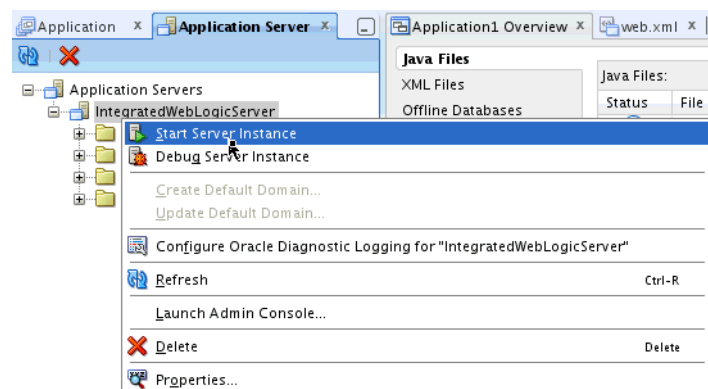 Application x Application Server x Application1 Overview x web.xml x
Java Files
XML Files
Offline Databases
Java Files:
Status File
Application Servers
IntegratedWebLogicServer
Start Server Instance
Debug Server Instance
Create Default Domain...
Update Default Domain...
Configure Oracle Diagnostic Logging for "IntegratedWebLogicServer"
Refresh Ctrl-R
Launch Admin Console...
Delete Delete
Properties...